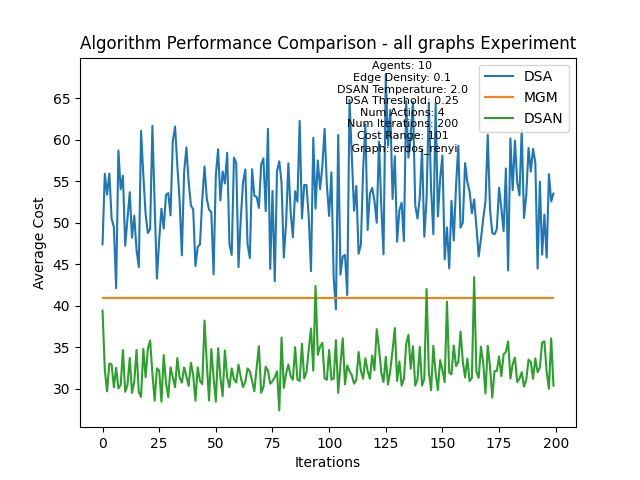 Algorithm Performance Comparison - all graphs Experiment
Agents: 10
Edge Density: 0.1
DSAN Temperature: 2.0
DSA Threshold: 0.25
Num Actions: 4
Num Iterations: 200
Cost Range: 101
Graph: erdos_renyi
DSA
MGM
DSAN
Average Cost
65
60
55
50
45
40
35
30
0
25
50
75
100
125
150
175
200
Iterations